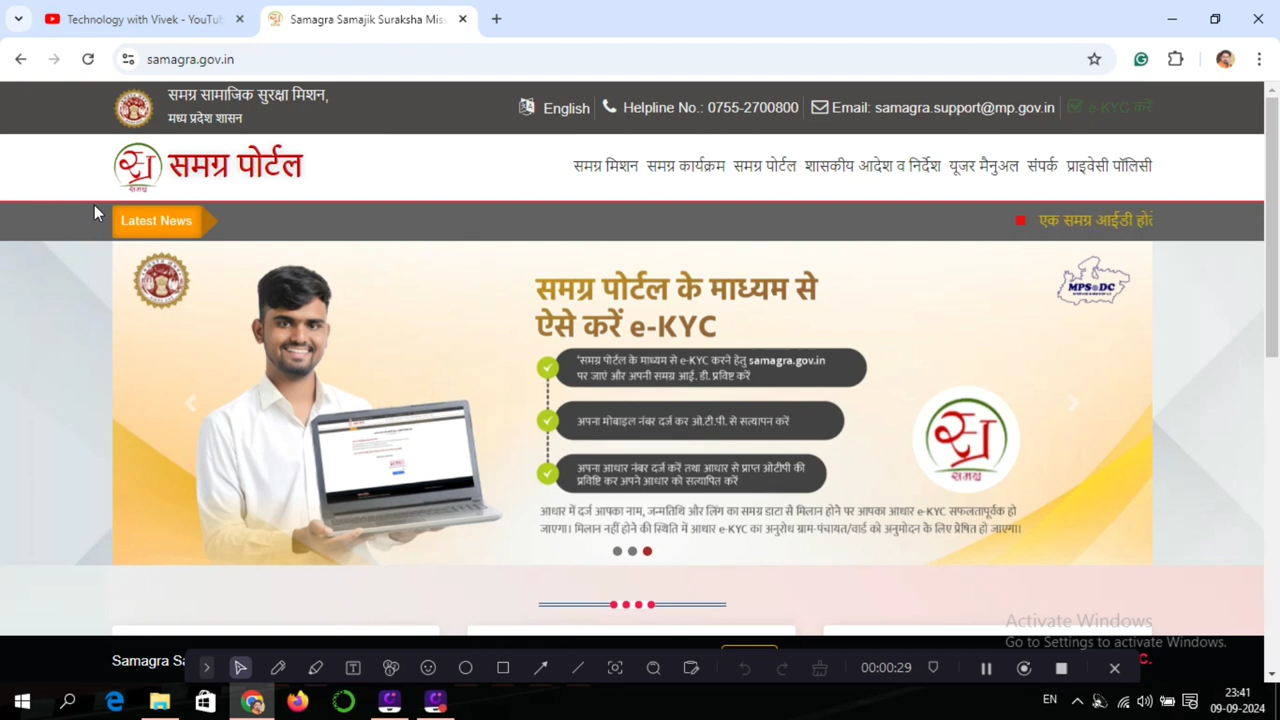 Technology with Vivek - YouTu
Samagra Samajik Suraksha Mis
samagra.gov.in
समग्र सामाजिक सुरक्षा मिशन,
मध्य प्रदेश शासन
English
Helpline No.: 0755-2700800
Email: samagra.support@mp.gov.in
e-KYC करें
समग्र
समग्र पोर्टल
समग्र मिशन समग्र कार्यक्रम समग्र पोर्टल शासकीय आदेश व निर्देश यूजर मैनुअल संपर्क प्राइवेसी पॉलिसी
Latest News
एक समग्र आईडी होने
MPSeDC
समग्र पोर्टल के माध्यम से
ऐसे करें e-KYC
'समग्र पोर्टल के माध्यम से e-KYC करने हेतु samagra.gov.in
पर जाएं और अपनी समग्र आई. डी. प्रविष्ट करें
अपना मोबाइल नंबर दर्ज कर ओ.टी.पी. से सत्यापन करें
अपना आधार नंबर दर्ज करें तथा आधार से प्राप्त ओटीपी की
प्रविष्टि कर अपने आधार को सत्यापित करें
समग्र
आधार में दर्ज आपका नाम, जन्मतिथि और लिंग का समग्र डाटा से मिलान होने पर आपका आधार e-KYC सफलतापूर्वक हो
जाएगा। मिलान नहीं होने की स्थिति में आधार e-KYC का अनुरोध ग्राम-पंचायत/वार्ड को अनुमोदन के लिए प्रेषित हो जाएगा।
Activate Windows
Go to Settings to activate Windows.
Samagra Sa
00:00:29
EN
23:41
09-09-2024